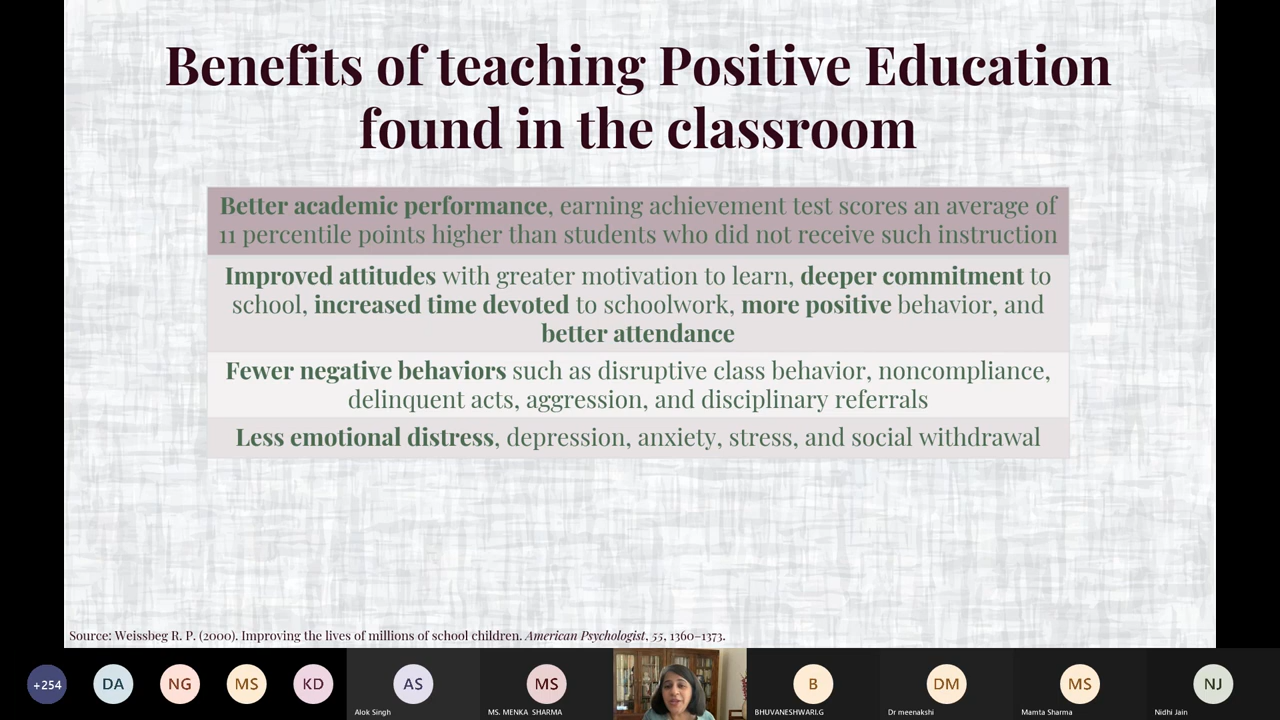 Benefits of teaching Positive Education
found in the classroom
Better academic performance, earning achievement test scores an average of
11 percentile points higher than students who did not receive such instruction
Improved attitudes with greater motivation to learn, deeper commitment to
school, increased time devoted to schoolwork, more positive behavior, and
better attendance
Fewer negative behaviors such as disruptive class behavior, noncompliance,
delinquent acts, aggression, and disciplinary referrals
Less emotional distress, depression, anxiety, stress, and social withdrawal
Source: Weissbeg R. P. (2000). Improving the lives of millions of school children. American Psychologist, 55, 1360–1373.
+254 DA NG MS KD AS MS B DM MS NJ
Alok Singh MS. MENKA SHARMA BHUVANESHWARI.G Dr meenakshi Mamta Sharma Nidhi Jain